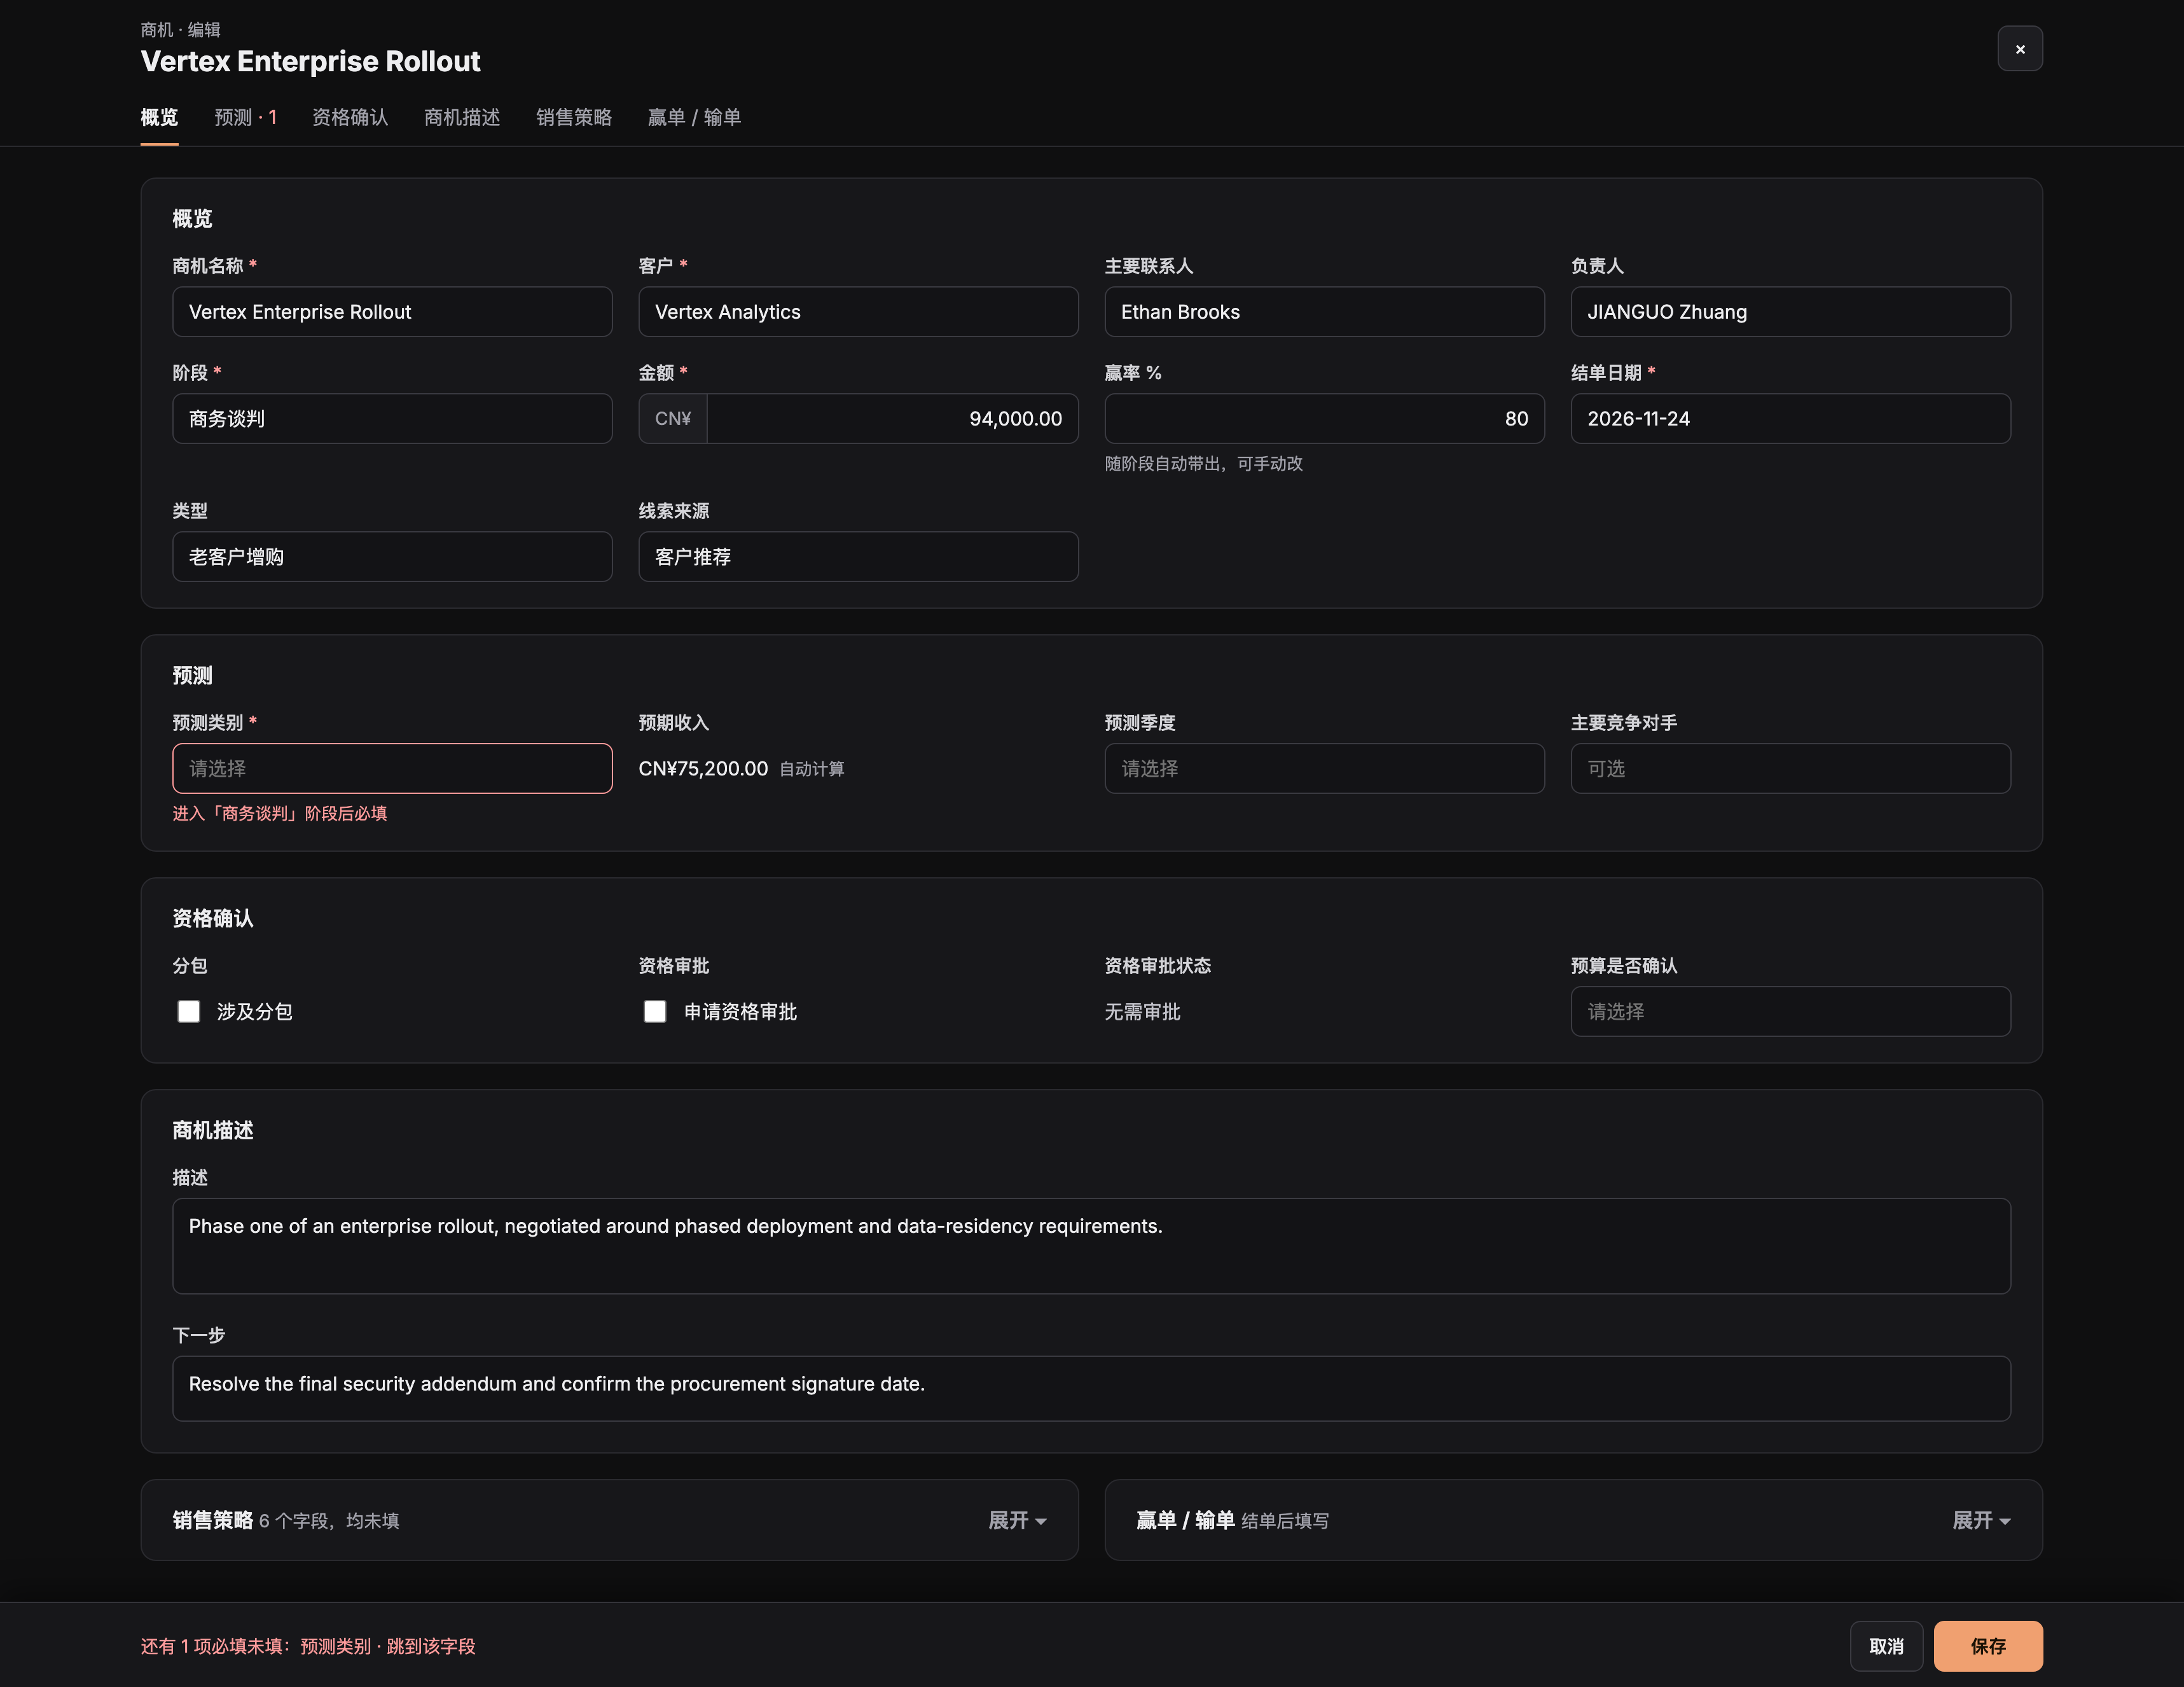 商机 · 编辑
Vertex Enterprise Rollout
×
概览 预测 · 1 资格确认 商机描述 销售策略 赢单 / 输单
概览
商机名称 * 客户 * 主要联系人 负责人
Vertex Enterprise Rollout Vertex Analytics Ethan Brooks JIANGUO Zhuang
阶段 * 金额 * 赢率 % 结单日期 *
商务谈判 CN¥ 94,000.00 80 2026-11-24
随阶段自动带出，可手动改
类型 线索来源
老客户增购 客户推荐
预测
预测类别 * 预期收入 预测季度 主要竞争对手
请选择 CN¥75,200.00 自动计算 请选择 可选
进入「商务谈判」阶段后必填
资格确认
分包 资格审批 资格审批状态 预算是否确认
涉及分包 申请资格审批 无需审批 请选择
商机描述
描述
Phase one of an enterprise rollout, negotiated around phased deployment and data-residency requirements.
下一步
Resolve the final security addendum and confirm the procurement signature date.
销售策略 6 个字段，均未填 展开 赢单 / 输单 结单后填写 展开
还有 1 项必填未填：预测类别 · 跳到该字段 取消 保存